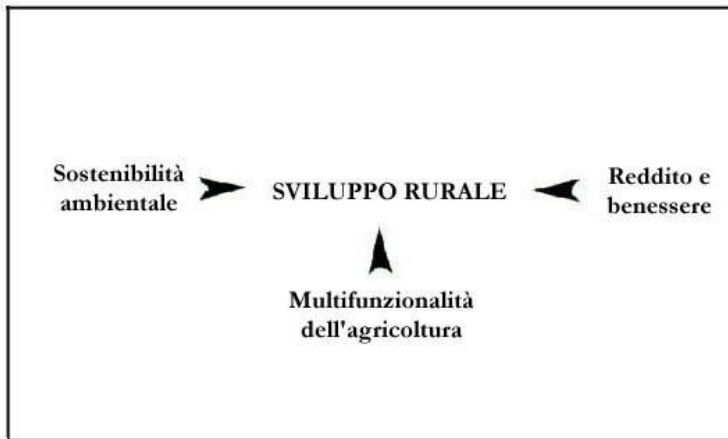 Sostenibilità
ambientale
SVILUPPO RURALE
Reddito e
benessere
Multifunzionalità
dell'agricoltura